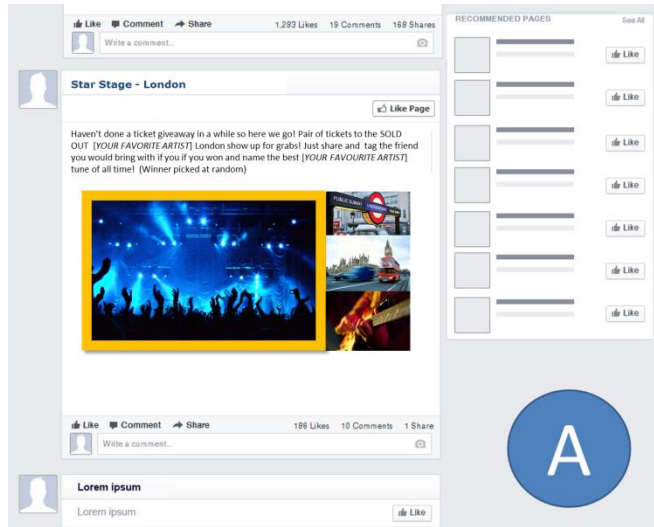 Like Comment Share 1,293 Likes 19 Comments 168 Shares
Write a comment...
RECOMMENDED PAGES See All
Like
Like
Like
Like
Like
Like
Like
Star Stage - London
Like Page
Haven't done a ticket giveaway in a while so here we go! Pair of tickets to the SOLD
OUT [YOUR FAVORITE ARTIST] London show up for grabs! Just share and tag the friend
you would bring with if you if you won and name the best [YOUR FAVOURITE ARTIST]
tune of all time! (Winner picked at random)
PUBLIC SUBWAY
Like Comment Share 186 Likes 10 Comments 1 Share
Write a comment...
A
Lorem ipsum
Lorem ipsum Like